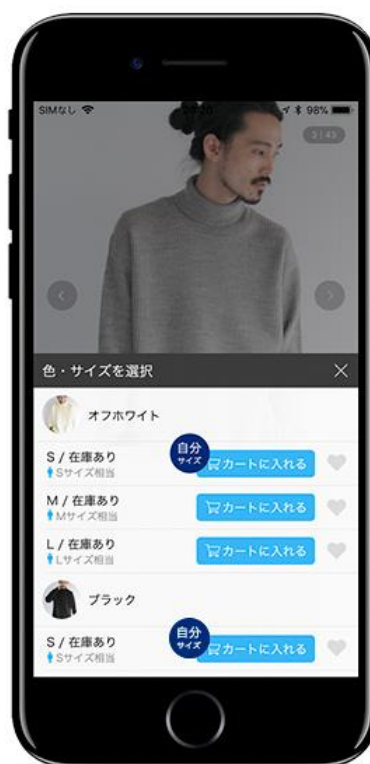 SIMなし
98%
3 | 43
色・サイズを選択
オフホワイト
S / 在庫あり
Sサイズ相当
自分
サイズ
カートに入れる
M / 在庫あり
Mサイズ相当
カートに入れる
L / 在庫あり
Lサイズ相当
カートに入れる
ブラック
S / 在庫あり
Sサイズ相当
自分
サイズ
カートに入れる